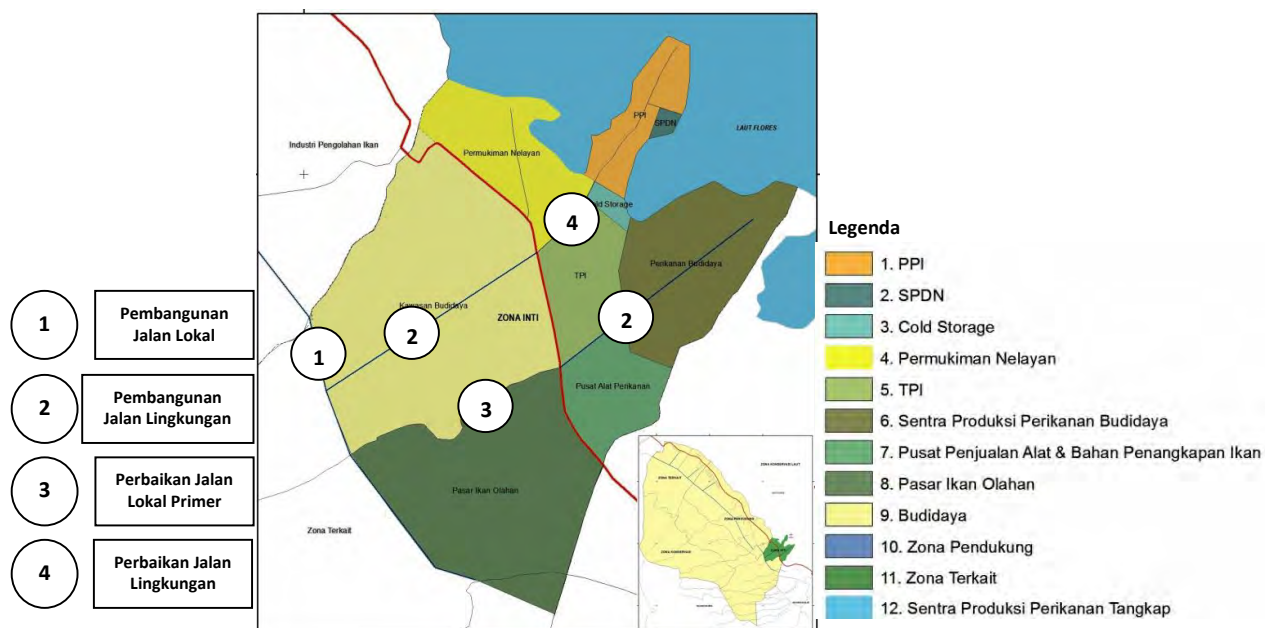 Industri Pengolahan Ikan
Permukiman Nelayan
PPI
SPDN
LAUT FLORES
Cold Storage
4
TPI
Perikanan Budidaya
Kawasan Budidaya
ZONA INTI
2
2
1
3
Pusat Alat Perikanan
Pasar Ikan Olahan
Zona Terkait
ZONA TERKAIT
1
Pembangunan
Jalan Lokal
2
Pembangunan
Jalan Lingkungan
3
Perbaikan Jalan
Lokal Primer
4
Perbaikan Jalan
Lingkungan
Legenda
1. PPI
2. SPDN
3. Cold Storage
4. Permukiman Nelayan
5. TPI
6. Sentra Produksi Perikanan Budidaya
7. Pusat Penjualan Alat & Bahan Penangkapan Ikan
8. Pasar Ikan Olahan
9. Budidaya
10. Zona Pendukung
11. Zona Terkait
12. Sentra Produksi Perikanan Tangkap